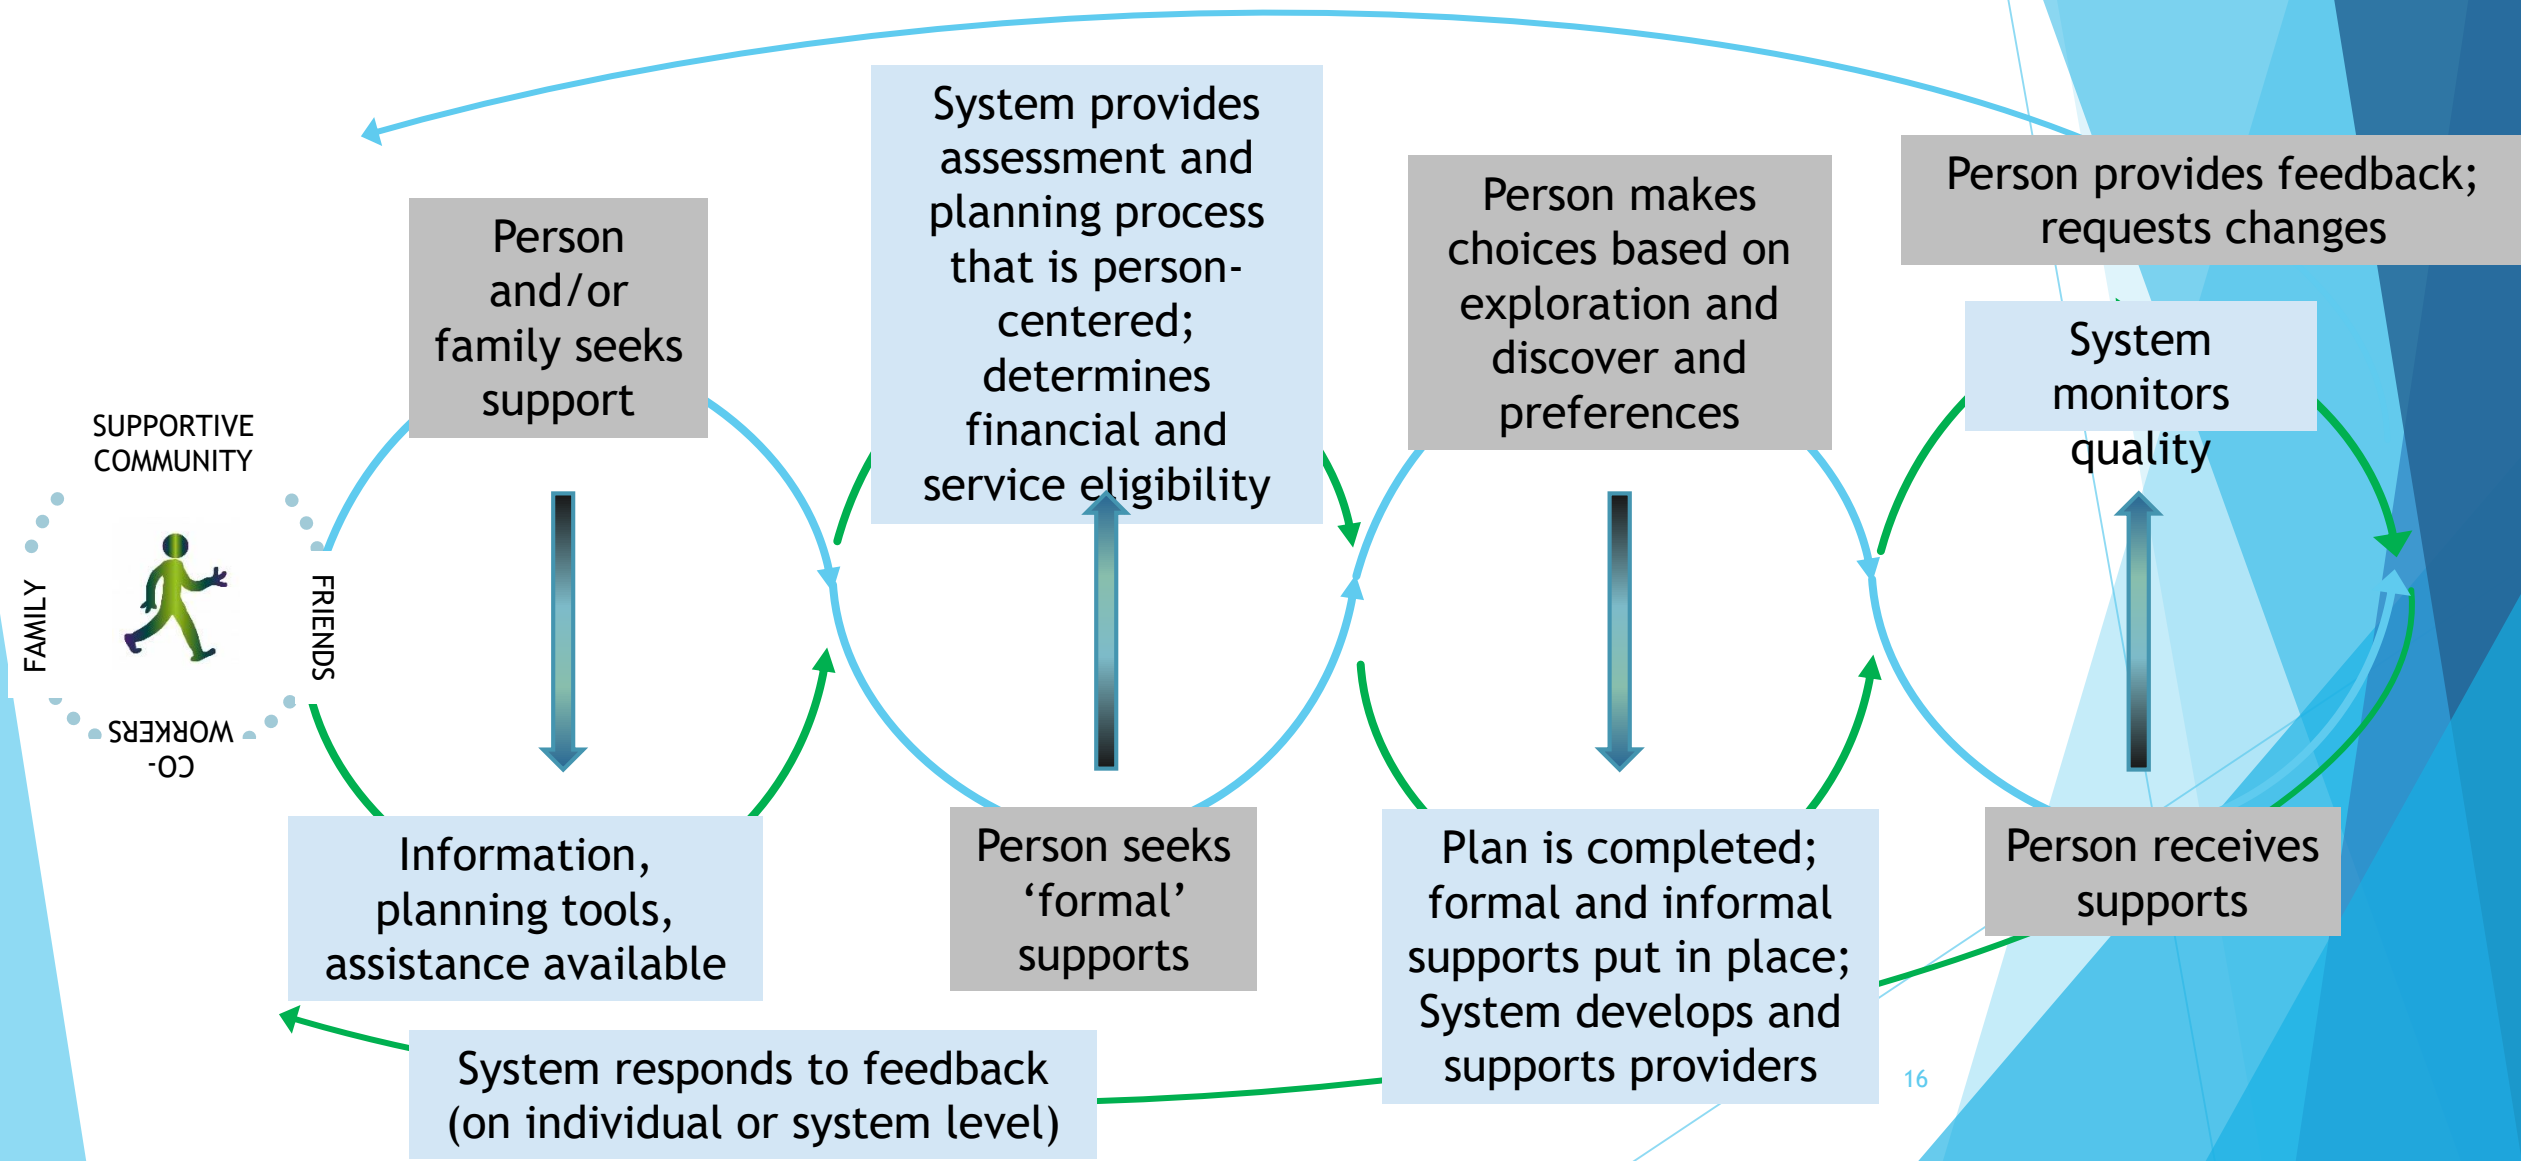 SUPPORTIVE
COMMUNITY
FAMILY
FRIENDS
CO-
WORKERS
Person
and/or
family seeks
support
Information,
planning tools,
assistance available
System provides
assessment and
planning process
that is person-
centered;
determines
financial and
service eligibility
Person seeks
‘formal’
supports
Person makes
choices based on
exploration and
discover and
preferences
Plan is completed;
formal and informal
supports put in place;
System develops and
supports providers
Person provides feedback;
requests changes
System
monitors
quality
Person receives
supports
System responds to feedback
(on individual or system level)
16